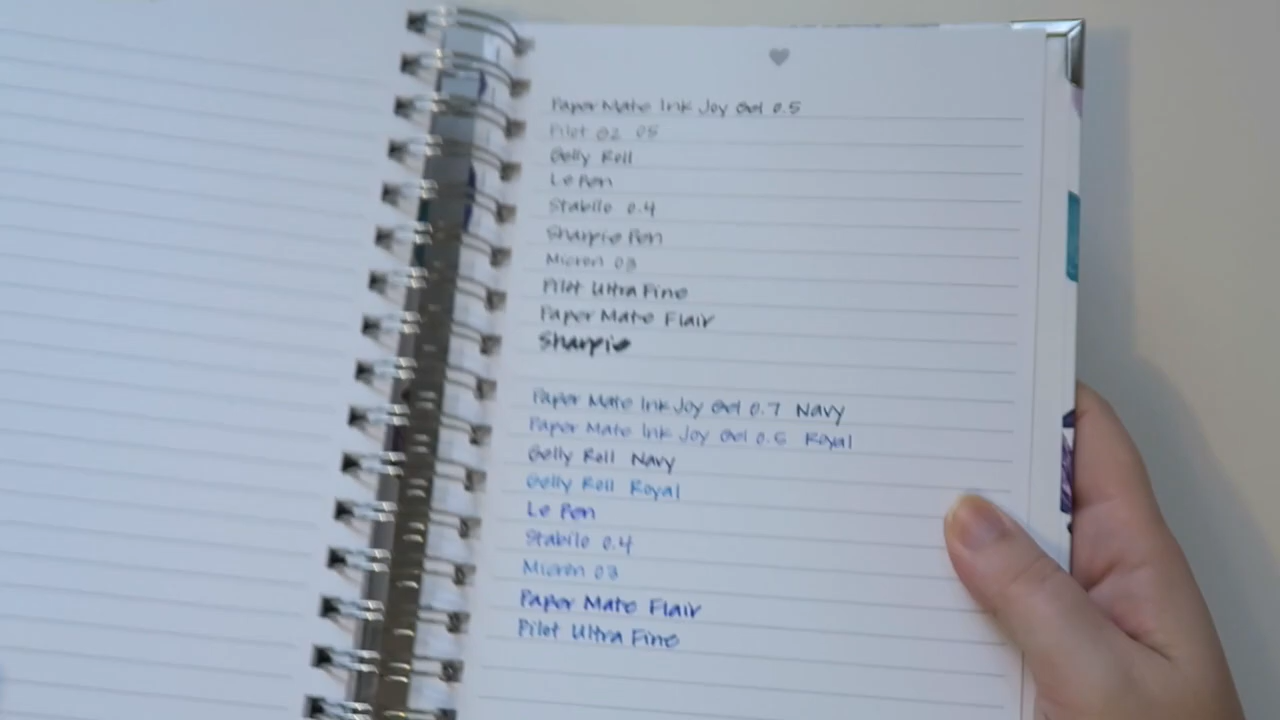 Paper Mate Ink Joy Gel 0.5
Pilot G2 05
Gelly Roll
Le Pen
Stabilo 0.4
Sharpie Pen
Micron 03
Pilot Ultra Fine
Paper Mate Flair
Sharpie
Paper Mate Ink Joy Gel 0.7 Navy
Paper Mate Ink Joy Gel 0.5 Royal
Gelly Roll Navy
Gelly Roll Royal
Le Pen
Stabilo 0.4
Micron 03
Paper Mate Flair
Pilot Ultra Fine